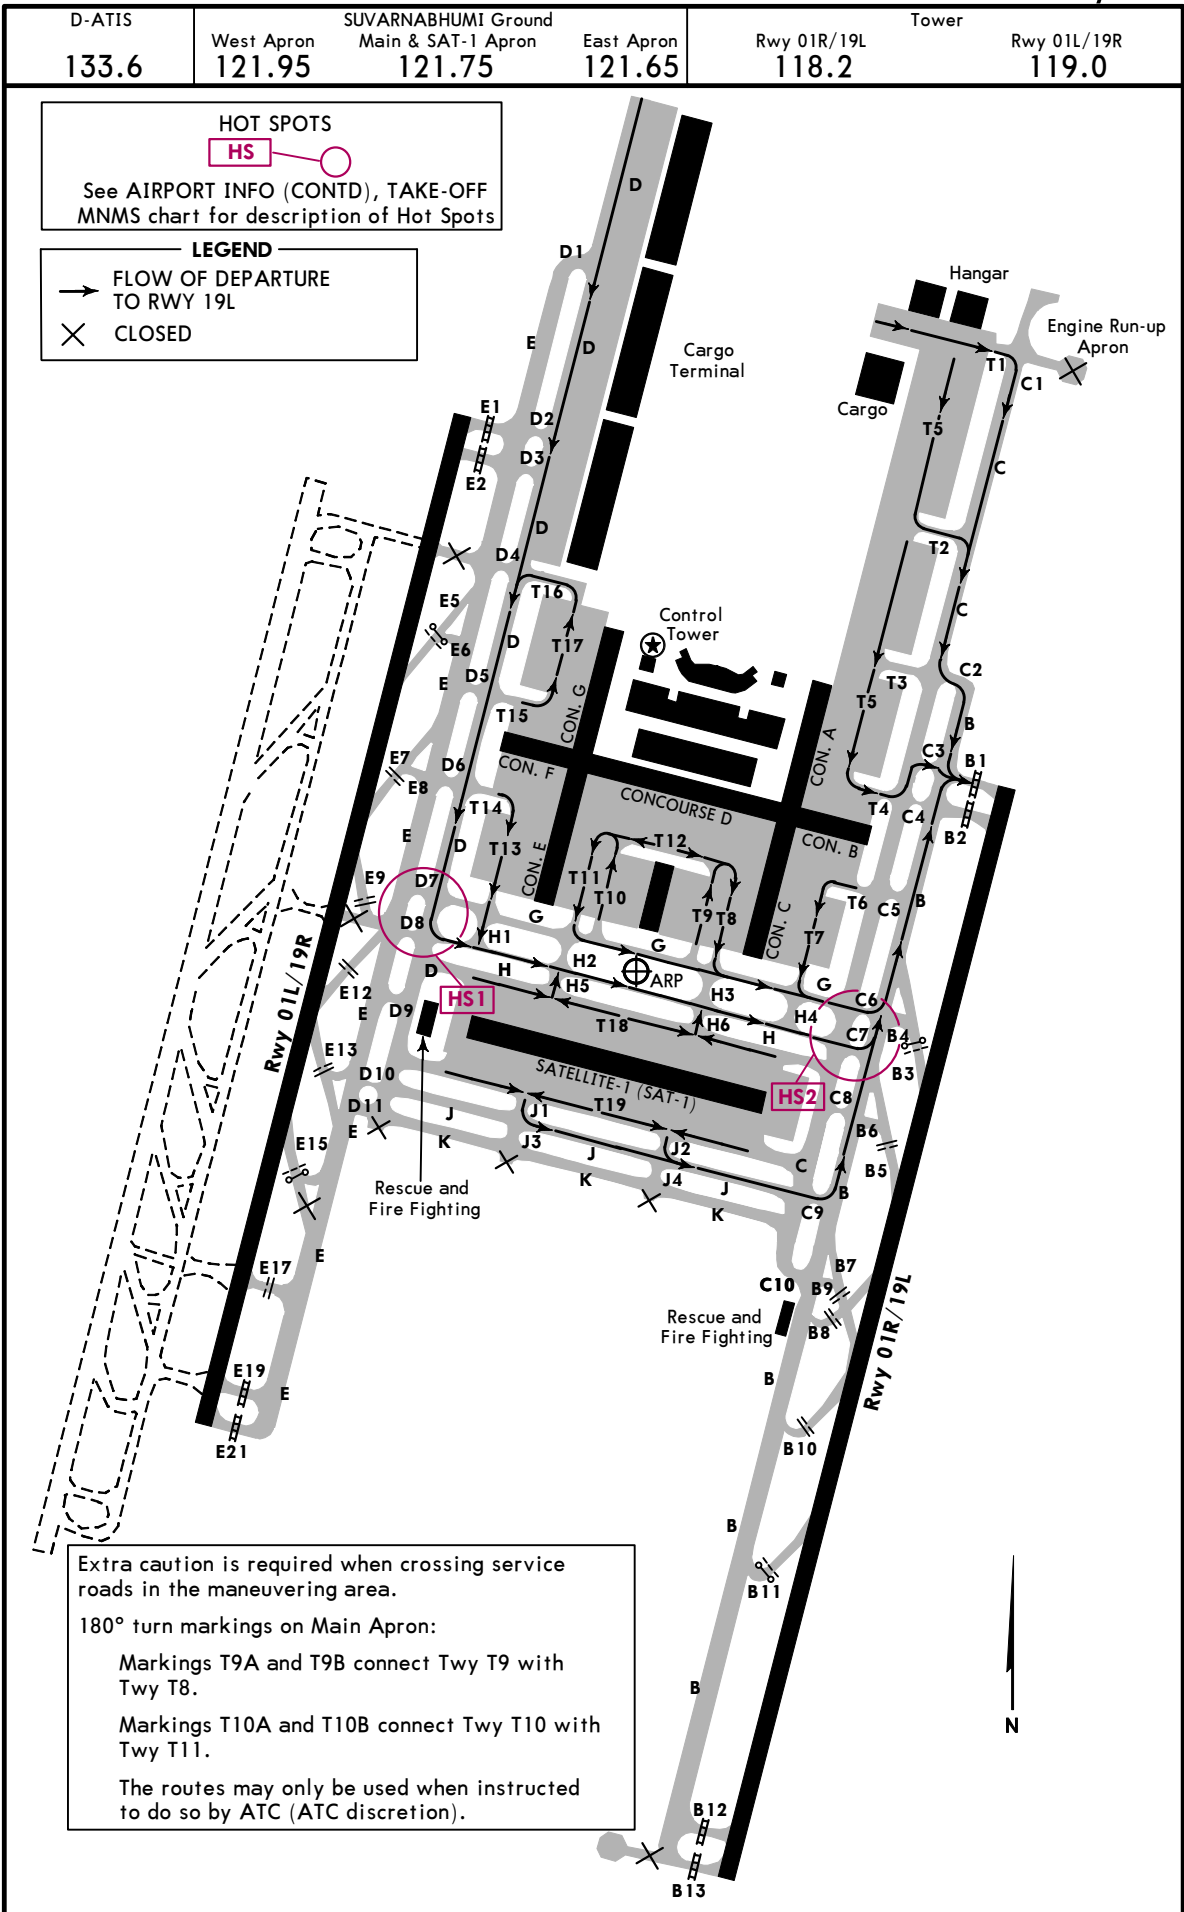 D-ATIS
133.6
SUVARNABHUMI Ground
West Apron
Main & SAT-1 Apron
East Apron
121.95
121.75
121.65
Tower
Rwy 01R/19L
Rwy 01L/19R
118.2
119.0
HOT SPOTS
HS
See AIRPORT INFO (CONTD), TAKE-OFF
MNMS chart for description of Hot Spots
LEGEND
FLOW OF DEPARTURE
TO RWY 19L
CLOSED
D
D1
Hangar
Engine Run-up
Apron
E
D
Cargo
Terminal
T1
C1
Cargo
E1
D2
T5
D3
E2
C
D
D4
T2
T16
E5
C
Control
Tower
D
T17
E6
E
D5
C2
T3
T5
T15
CON. G
B
CON. A
E7
D6
CON. F
C3
B1
E8
CONCOURSE D
T14
T4
C4
E
D
T13
T12
B2
CON. B
CON. E
E9
D7
T11
T10
T6
B
C5
D8
G
T9
T8
CON. C
T7
H1
G
Rwy 01L/19R
D
H
H2
ARP
G
E12
HS1
H5
H3
C6
E
D9
H4
T18
H6
H
C7
B4
E13
B3
D10
SATELLITE-1 (SAT-1)
HS2
C8
D11
J
J1
T19
E
K
J3
J2
B6
E15
J
C
B5
K
J4
J
Rescue and
Fire Fighting
K
B
C9
E
E17
B7
C10
B9
Rescue and
Fire Fighting
B8
E19
B
E
Rwy 01R/19L
E21
B10
B
B11
Extra caution is required when crossing service
roads in the maneuvering area.
180° turn markings on Main Apron:
Markings T9A and T9B connect Twy T9 with
Twy T8.
Markings T10A and T10B connect Twy T10 with
Twy T11.
The routes may only be used when instructed
to do so by ATC (ATC discretion).
B
N
B12
B13